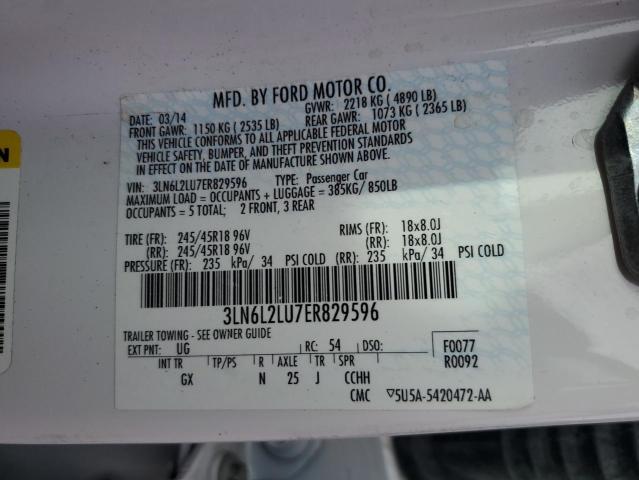 MFD. BY FORD MOTOR CO.
DATE: 03/14 GVWR: 2218 KG ( 4890 LB)
FRONT GAWR: 1150 KG ( 2535 LB) REAR GAWR: 1073 KG ( 2365 LB)
THIS VEHICLE CONFORMS TO ALL APPLICABLE FEDERAL MOTOR
VEHICLE SAFETY, BUMPER, AND THEFT PREVENTION STANDARDS
IN EFFECT ON THE DATE OF MANUFACTURE SHOWN ABOVE.
VIN: 3LN6L2LU7ER829596 TYPE: Passenger Car
MAXIMUM LOAD = OCCUPANTS + LUGGAGE = 385KG/ 850LB
OCCUPANTS = 5 TOTAL; 2 FRONT, 3 REAR
TIRE (FR): 245/45R18 96V RIMS (FR): 18x8.0J
(RR): 245/45R18 96V (RR): 18x8.0J
PRESSURE (FR): 235 kPa/ 34 PSI COLD (RR): 235 kPa/ 34 PSI COLD
3LN6L2LU7ER829596
TRAILER TOWING - SEE OWNER GUIDE
EXT PNT: UG RC: 54 DSO: F0077
R0092
INT TR TP/PS R AXLE TR SPR
GX N 25 J CCHH
CMC ▽5U5A-5420472-AA